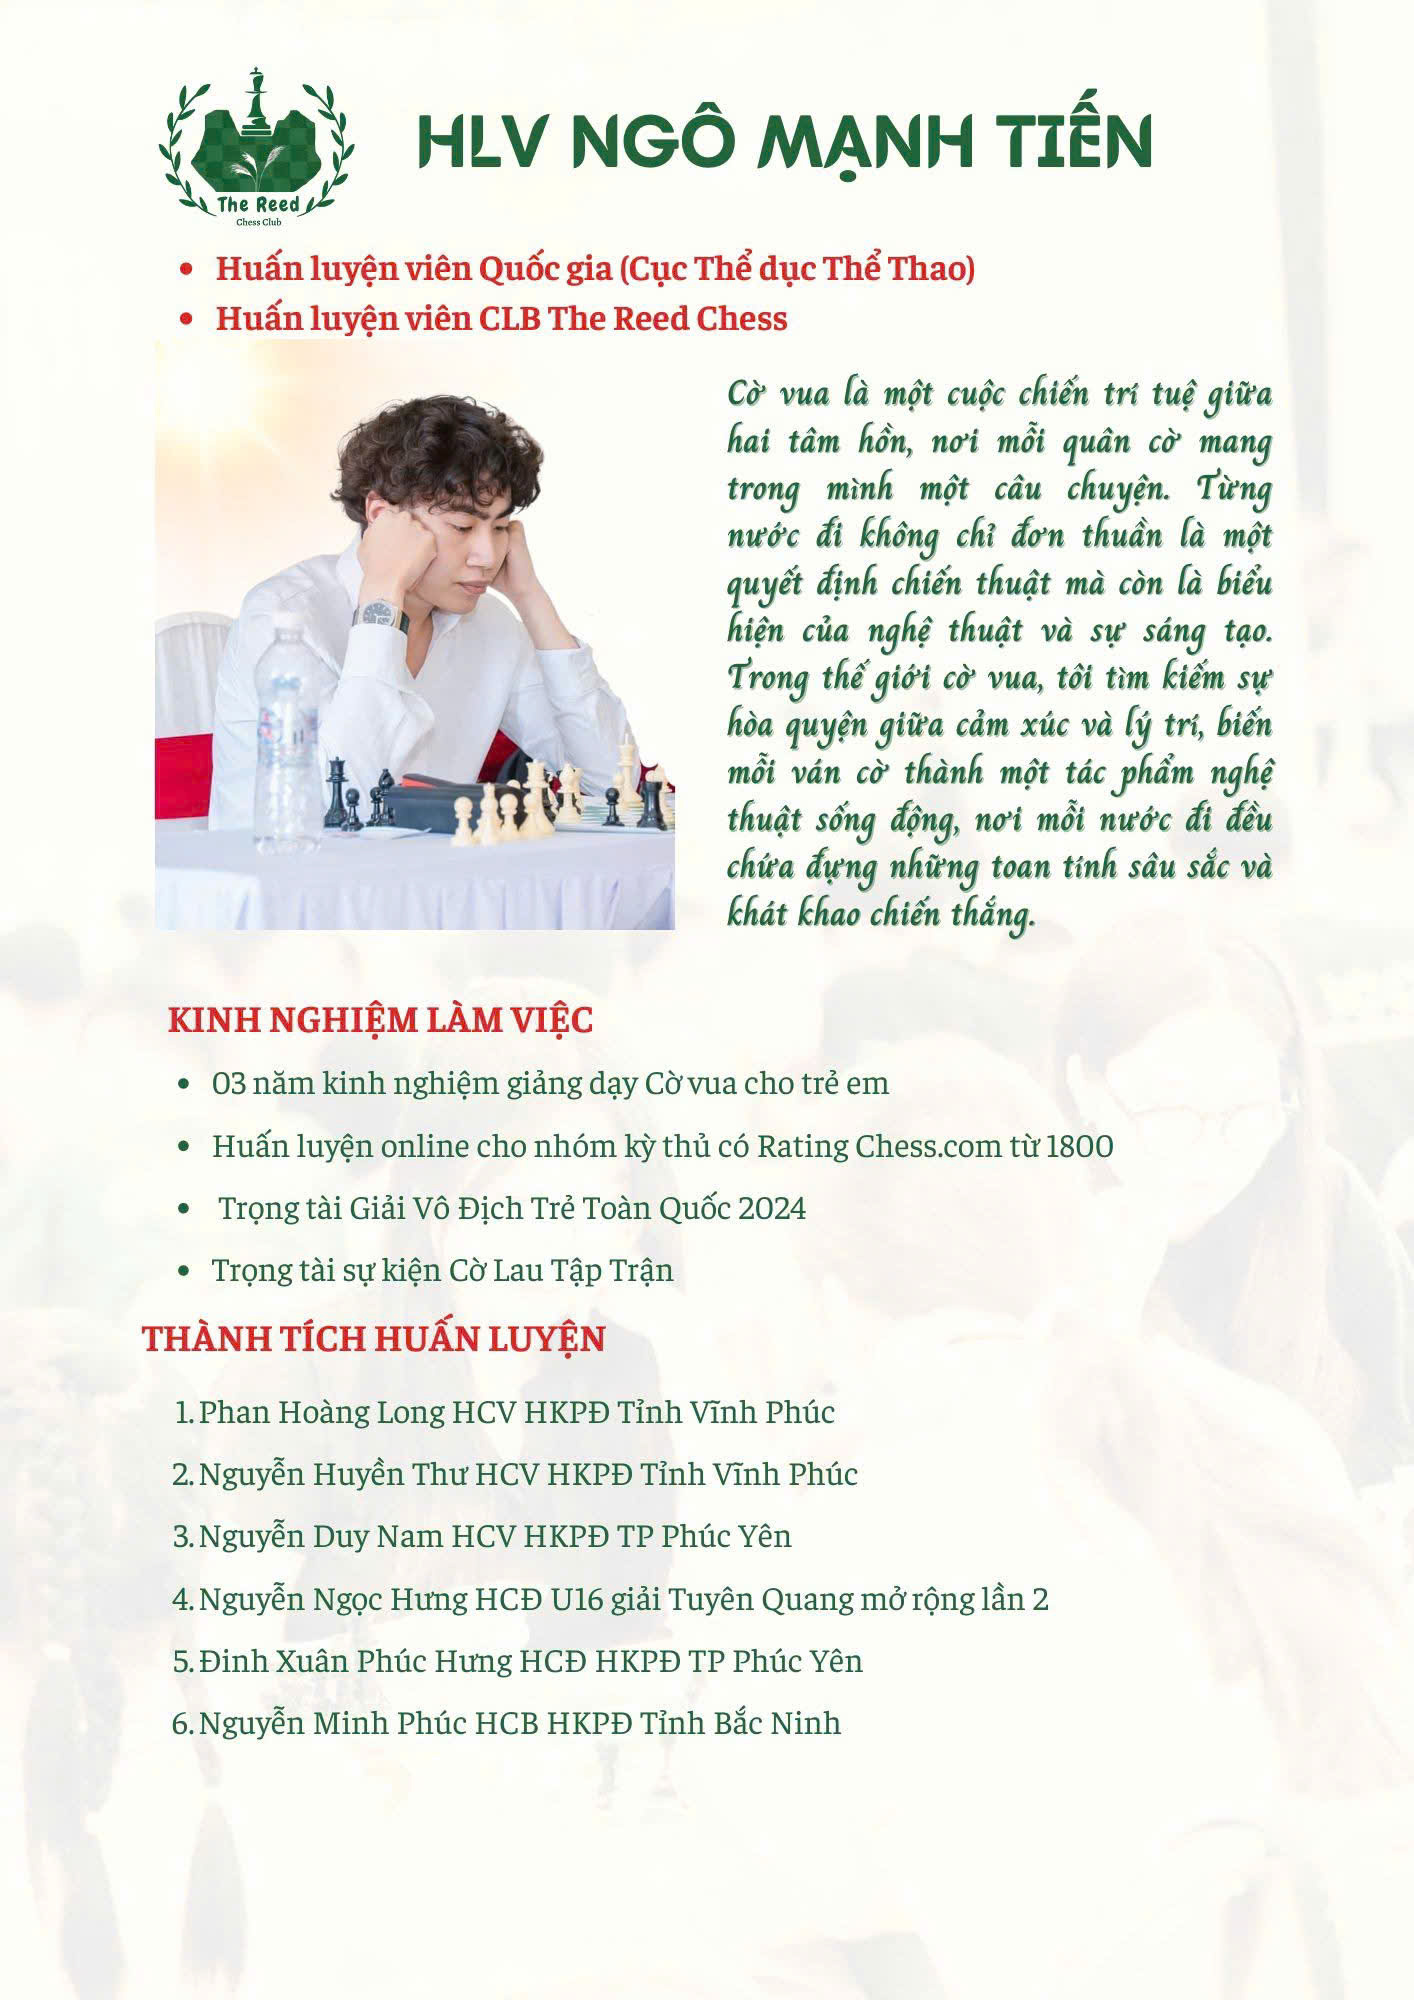 The Reed
Chess Club
HLV NGÔ MẠNH TIẾN
• Huấn luyện viên Quốc gia (Cục Thể dục Thể Thao)
• Huấn luyện viên CLB The Reed Chess
Cờ vua là một cuộc chiến trí tuệ giữa
hai tâm hồn, nơi mỗi quân cờ mang
trong mình một câu chuyện. Từng
nước đi không chỉ đơn thuần là một
quyết định chiến thuật mà còn là biểu
hiện của nghệ thuật và sự sáng tạo.
Trong thế giới cờ vua, tôi tìm kiếm sự
hòa quyện giữa cảm xúc và lý trí, biến
mỗi ván cờ thành một tác phẩm nghệ
thuật sống động, nơi mỗi nước đi đều
chứa đựng những toan tính sâu sắc và
khát khao chiến thắng.
KINH NGHIỆM LÀM VIỆC
• 03 năm kinh nghiệm giảng dạy Cờ vua cho trẻ em
• Huấn luyện online cho nhóm kỳ thủ có Rating Chess.com từ 1800
• Trọng tài Giải Vô Địch Trẻ Toàn Quốc 2024
• Trọng tài sự kiện Cờ Lau Tập Trận
THÀNH TÍCH HUẤN LUYỆN
1. Phan Hoàng Long HCV HKPĐ Tỉnh Vĩnh Phúc
2. Nguyễn Huyền Thư HCV HKPĐ Tỉnh Vĩnh Phúc
3. Nguyễn Duy Nam HCV HKPĐ TP Phúc Yên
4. Nguyễn Ngọc Hưng HCĐ U16 giải Tuyên Quang mở rộng lần 2
5. Đinh Xuân Phúc Hưng HCĐ HKPĐ TP Phúc Yên
6. Nguyễn Minh Phúc HCB HKPĐ Tỉnh Bắc Ninh